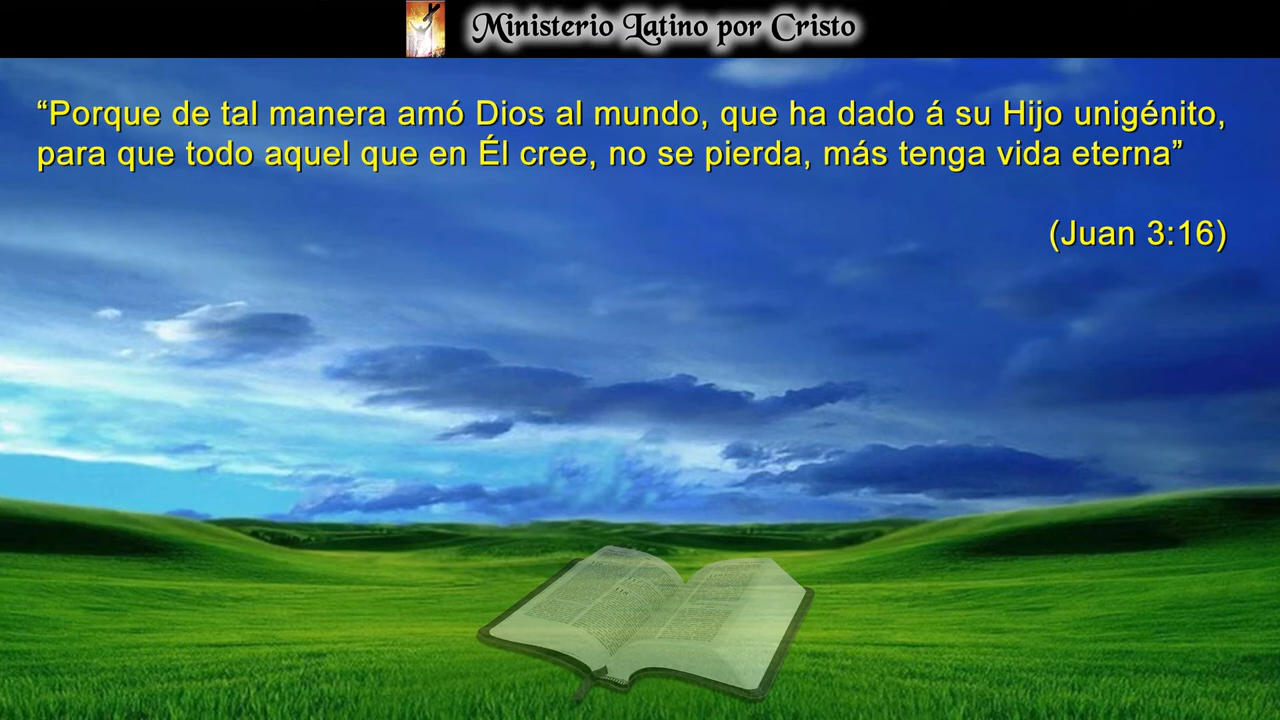 Ministerio Latino por Cristo
“Porque de tal manera amó Dios al mundo, que ha dado á su Hijo unigénito,
para que todo aquel que en Él cree, no se pierda, más tenga vida eterna”
(Juan 3:16)